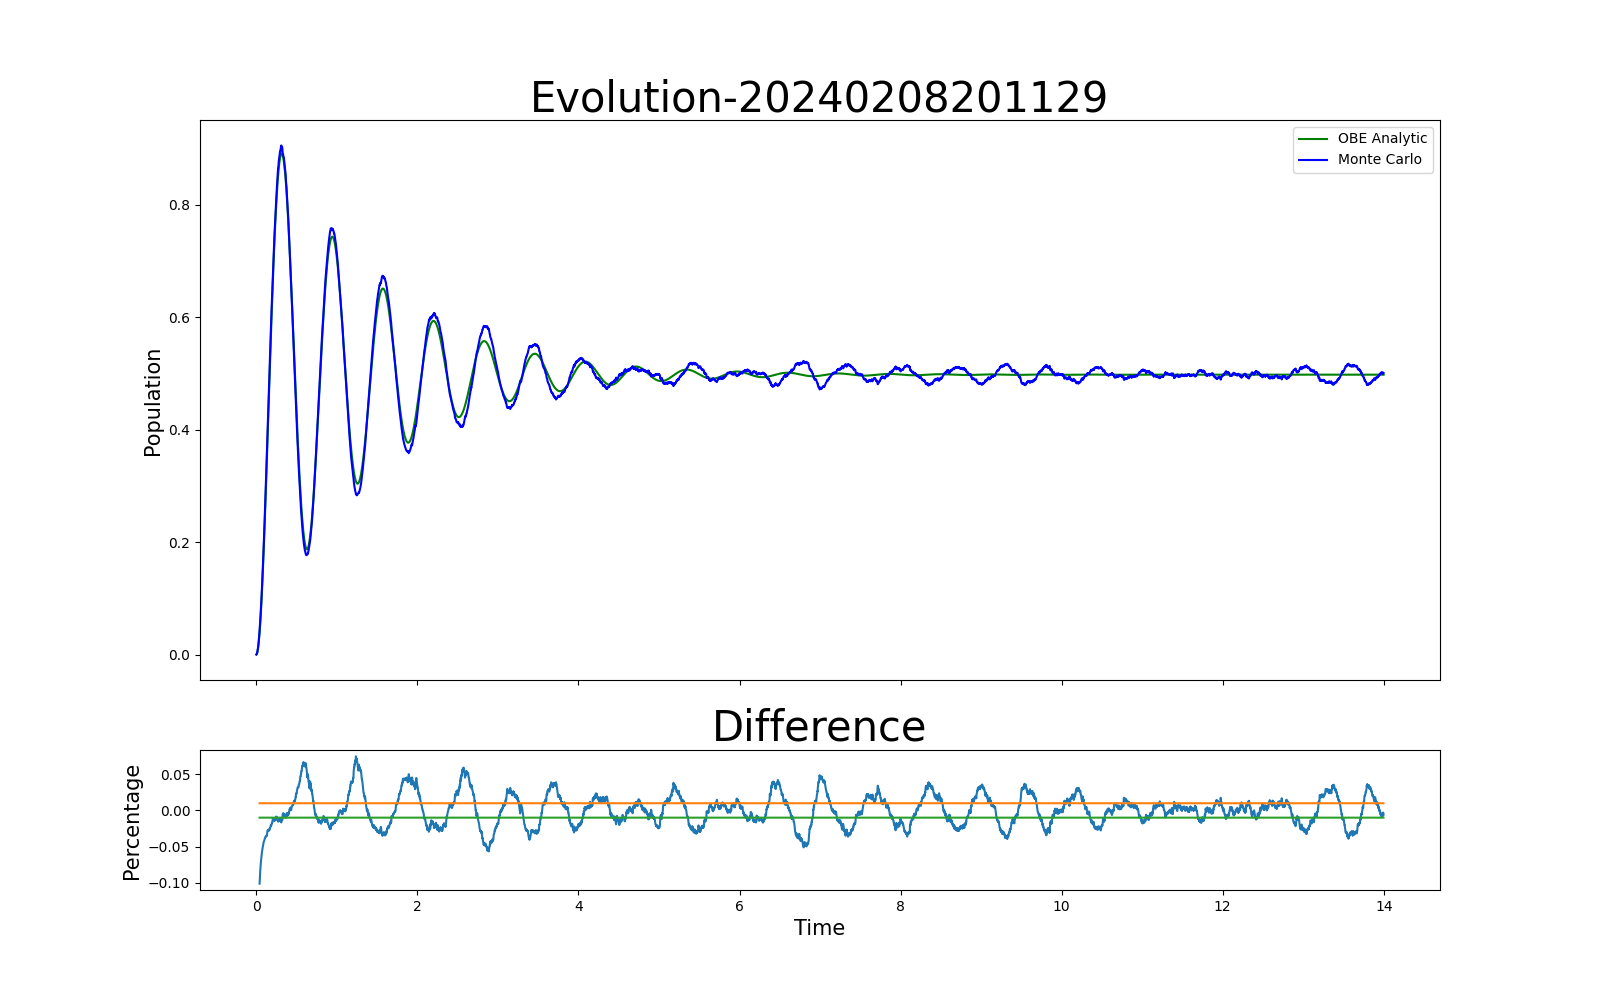 Evolution-20240208201129
OBE Analytic
Monte Carlo
Population
0.8
0.6
0.4
0.2
0.0
Difference
Percentage
0.05
0.00
−0.05
−0.10
0 2 4 6 8 10 12 14
Time